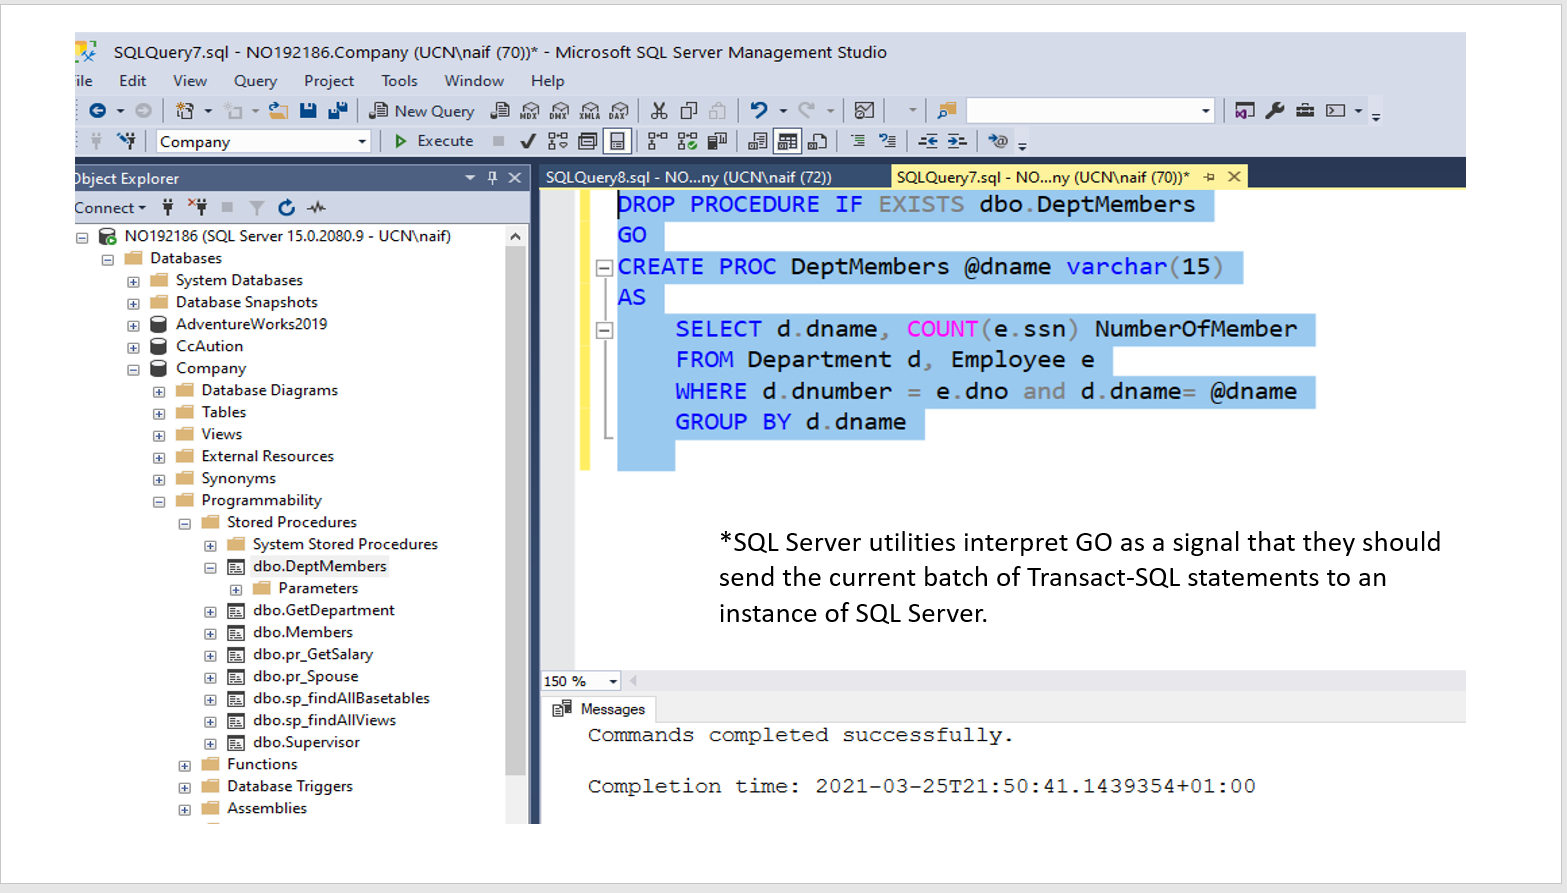 SQLQuery7.sql - NO192186.Company (UCN\naif (70))* - Microsoft SQL Server Management Studio
ile Edit View Query Project Tools Window Help
New Query MDX DMX XMLA DAX
Company Execute
Object Explorer
Connect
NO192186 (SQL Server 15.0.2080.9 - UCN\naif)
Databases
System Databases
Database Snapshots
AdventureWorks2019
CcAution
Company
Database Diagrams
Tables
Views
External Resources
Synonyms
Programmability
Stored Procedures
System Stored Procedures
dbo.DeptMembers
Parameters
dbo.GetDepartment
dbo.Members
dbo.pr_GetSalary
dbo.pr_Spouse
dbo.sp_findAllBasetables
dbo.sp_findAllViews
dbo.Supervisor
Functions
Database Triggers
Assemblies
SQLQuery8.sql - NO...ny (UCN\naif (72)) SQLQuery7.sql - NO...ny (UCN\naif (70))*
DROP PROCEDURE IF EXISTS dbo.DeptMembers
GO
CREATE PROC DeptMembers @dname varchar(15)
AS
SELECT d.dname, COUNT(e.ssn) NumberOfMember
FROM Department d, Employee e
WHERE d.dnumber = e.dno and d.dname= @dname
GROUP BY d.dname
*SQL Server utilities interpret GO as a signal that they should
send the current batch of Transact-SQL statements to an
instance of SQL Server.
150 %
Messages
Commands completed successfully.
Completion time: 2021-03-25T21:50:41.1439354+01:00